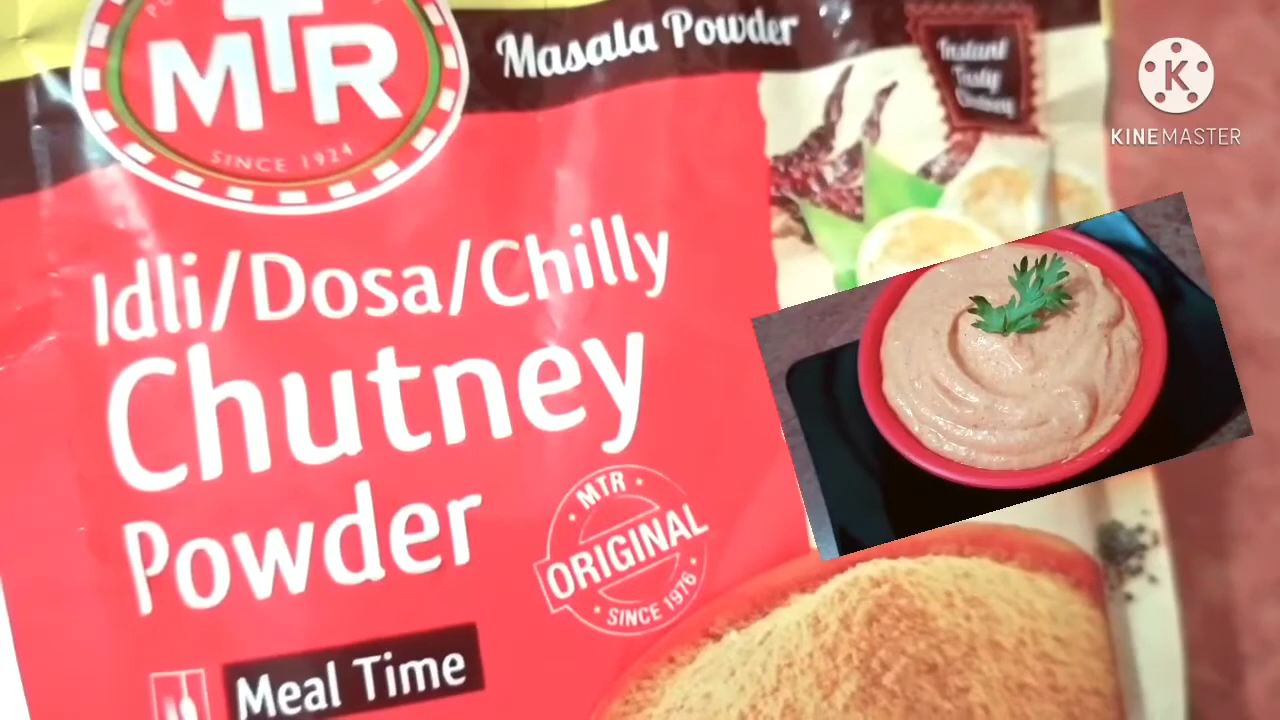 MTR
SINCE 1924
Masala Powder
Instant
Tasty
Chutney
K
KINEMASTER
Idli/Dosa/Chilly
Chutney
Powder
MTR
ORIGINAL
SINCE 1976
Meal Time